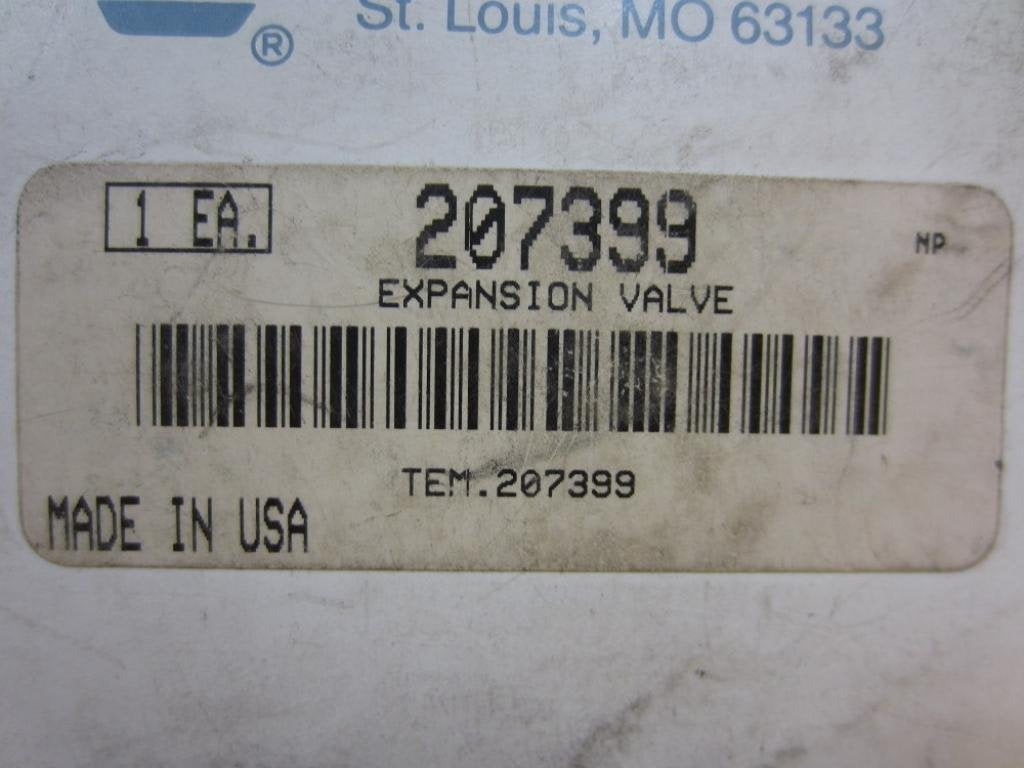 St. Louis, MO 63133
®
1 EA.
207399
NP
EXPANSION VALVE
TEM.207399
MADE IN USA